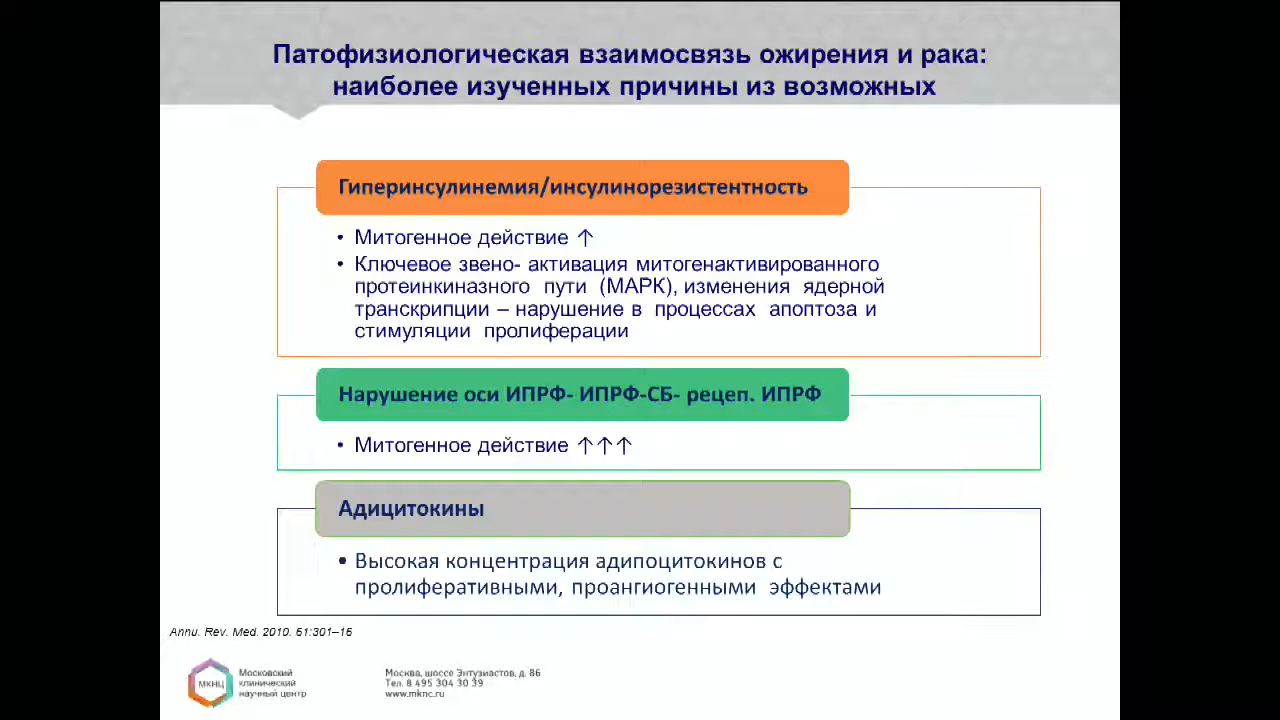 Патофизиологическая взаимосвязь ожирения и рака:
наиболее изученных причины из возможных
Гиперинсулинемия/инсулинорезистентность
• Митогенное действие ↑
• Ключевое звено- активация митогенактивированного
протеинкиназного пути (МАРК), изменения ядерной
транскрипции – нарушение в процессах апоптоза и
стимуляции пролиферации
Нарушение оси ИПРФ- ИПРФ-СБ- рецеп. ИПРФ
• Митогенное действие ↑↑↑
Адицитокины
• Высокая концентрация адипоцитокинов с
пролиферативными, проангиогенными эффектами
Annu. Rev. Med. 2010. 61:301–16
МКНЦ
Московский
клинический
научный центр
Москва, шоссе Энтузиастов, д. 86
Тел. 8 495 304 30 39
www.mknc.ru